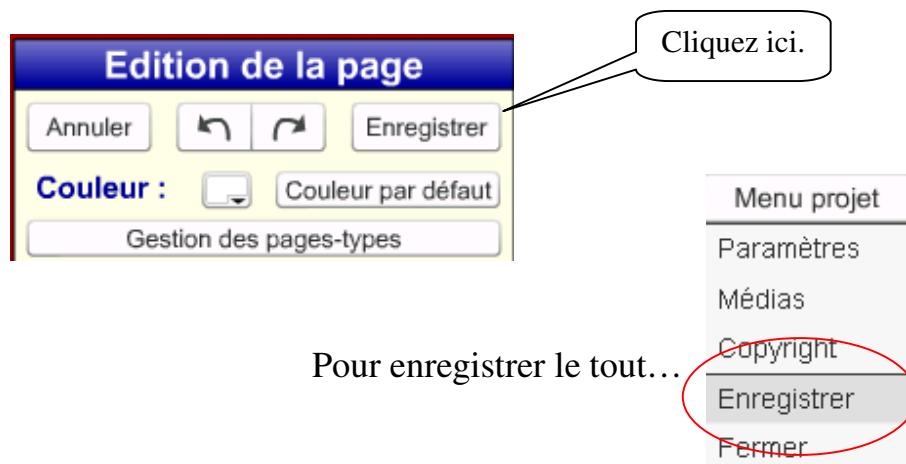 Cliquez ici.
Edition de la page
Annuler Enregistrer
Couleur : Couleur par défaut
Gestion des pages-types
Menu projet
Paramètres
Médias
Copyright
Pour enregistrer le tout…
Enregistrer
Fermer